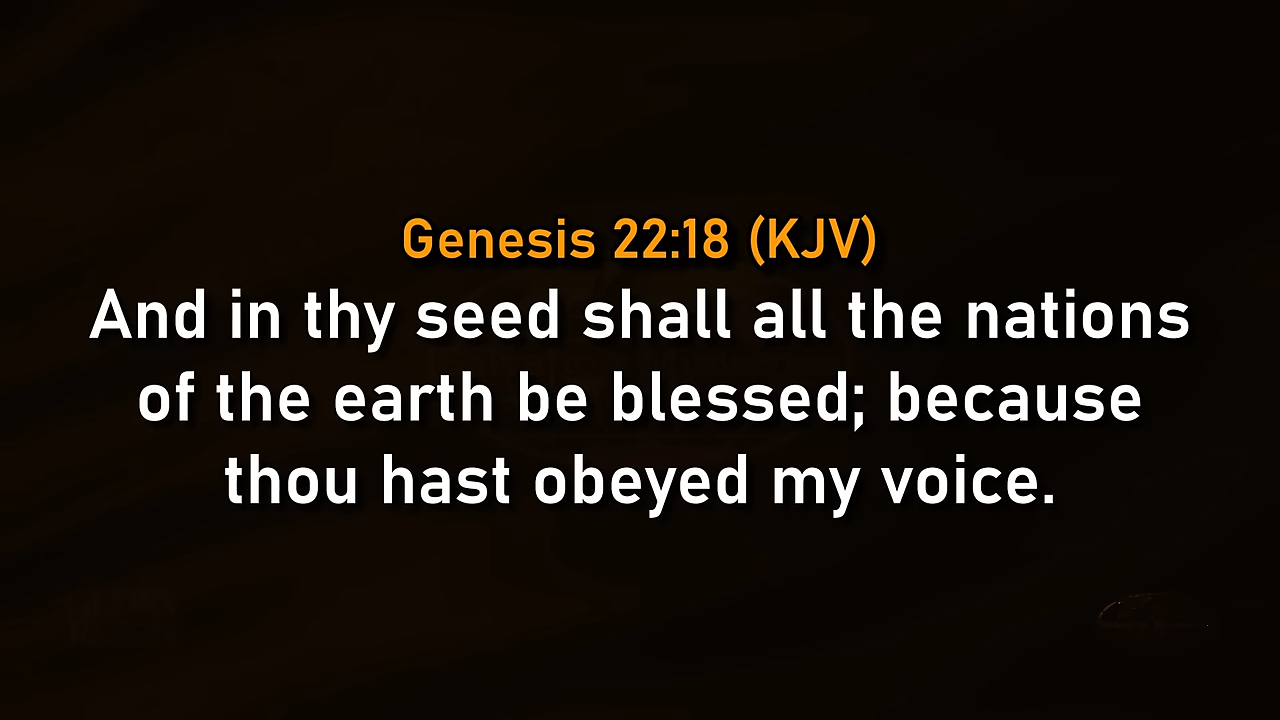 Genesis 22:18 (KJV)
And in thy seed shall all the nations
of the earth be blessed; because
thou hast obeyed my voice.